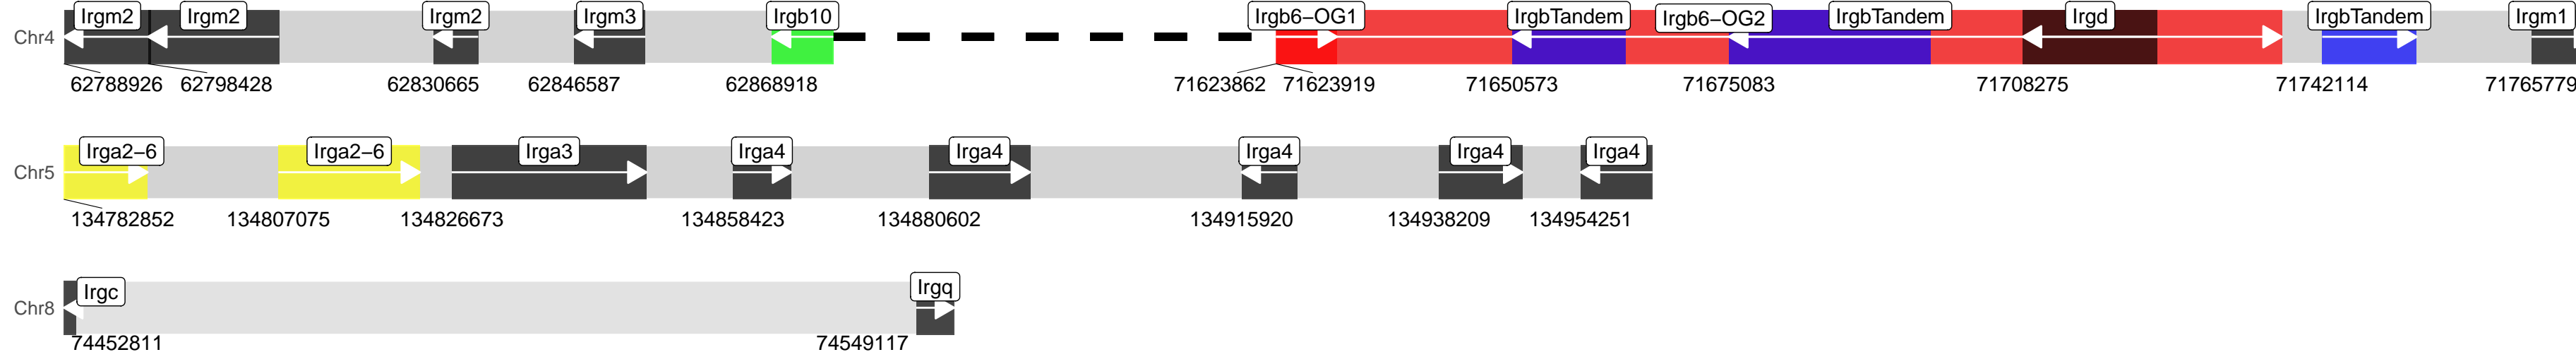 Irgm2 Irgm2 Irgm2 Irgm3 Irgb10 Irgb6−OG1 IrgbTandem Irgb6−OG2 IrgbTandem Irgd IrgbTandem Irgm1
Chr4
62788926 62798428 62830665 62846587 62868918 71623862 71623919 71650573 71675083 71708275 71742114 71765779
Irga2−6 Irga2−6 Irga3 Irga4 Irga4 Irga4 Irga4 Irga4
Chr5
134782852 134807075 134826673 134858423 134880602 134915920 134938209 134954251
Irgc Irgq
Chr8
74452811 74549117